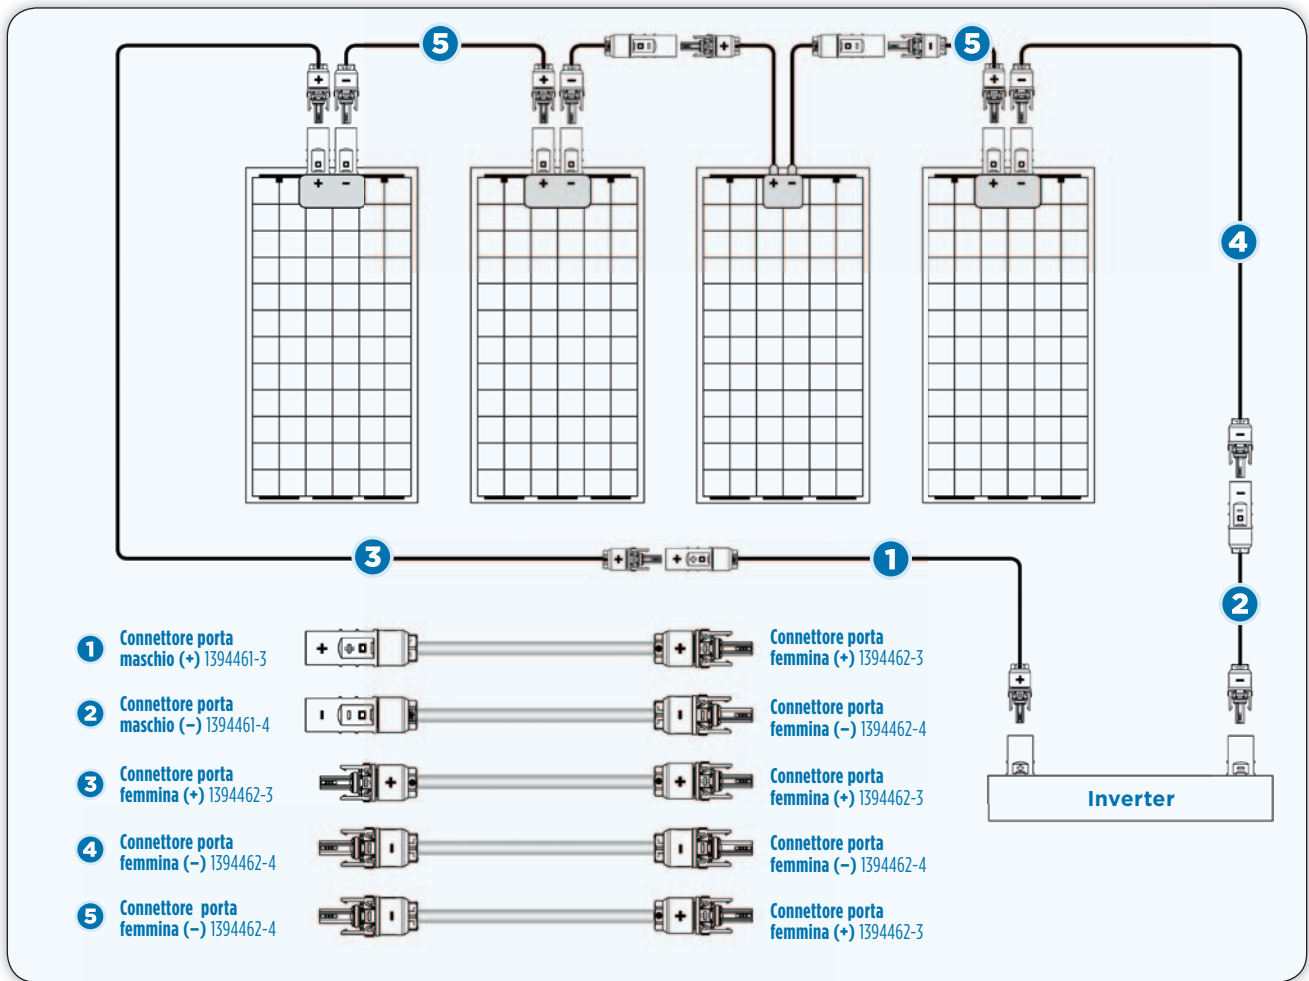 5
5
+
−
+
−
+
−
+
−
+
−
+
−
+
−
+
−
4
−
−
3
+
+
1
2
+
−
Inverter
1
Connettore porta
maschio (+) 1394461-3
+
+
+
Connettore porta
femmina (+) 1394462-3
2
Connettore porta
maschio (−) 1394461-4
−
−
−
Connettore porta
femmina (−) 1394462-4
3
Connettore porta
femmina (+) 1394462-3
+
+
Connettore porta
femmina (+) 1394462-3
4
Connettore porta
femmina (−) 1394462-4
−
−
Connettore porta
femmina (−) 1394462-4
5
Connettore porta
femmina (−) 1394462-4
−
+
Connettore porta
femmina (+) 1394462-3